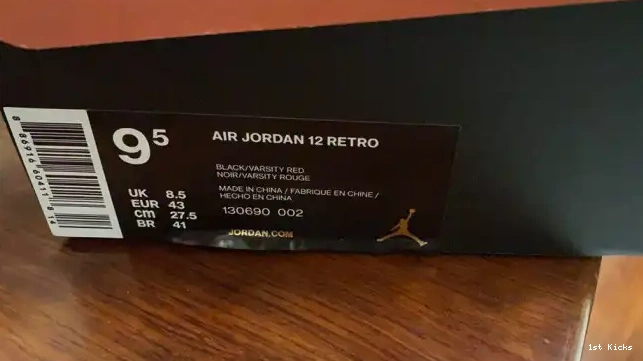 9⁵
AIR JORDAN 12 RETRO
BLACK/VARSITY RED
NOIR/VARSITY ROUGE
MADE IN CHINA / FABRIQUE EN CHINE /
HECHO EN CHINA
UK 8.5
EUR 43
cm 27.5
BR 41
130690 002
JORDAN.COM
1st Kicks